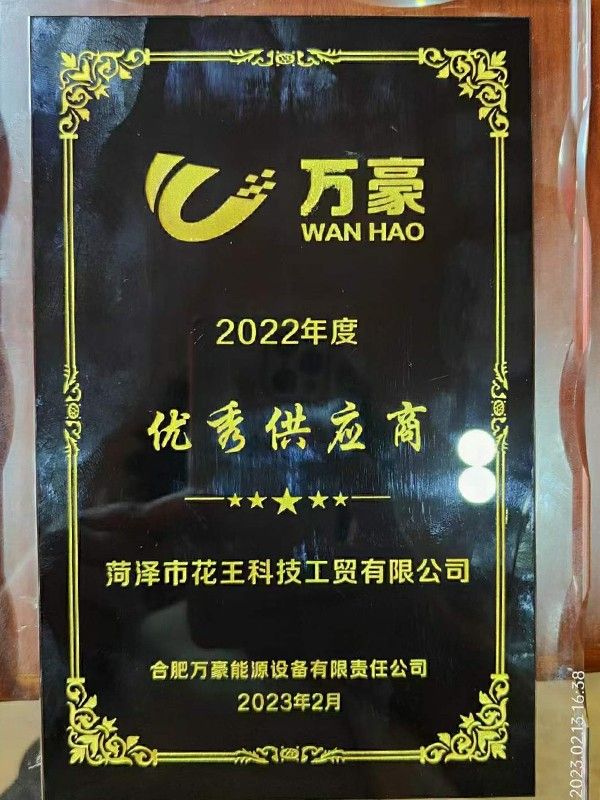 万豪
WAN HAO
2022年度
优秀供应商
菏泽市花王科技工贸有限公司
合肥万豪能源设备有限责任公司
2023年2月
2023.02.13 16:38